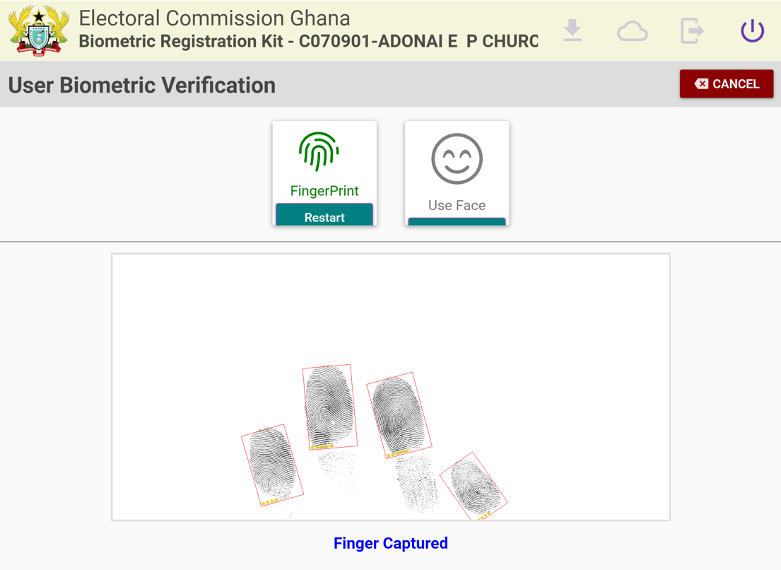 Electoral Commission Ghana
Biometric Registration Kit - C070901-ADONAI E P CHURC
User Biometric Verification
CANCEL
FingerPrint
Restart
Use Face
Finger Captured